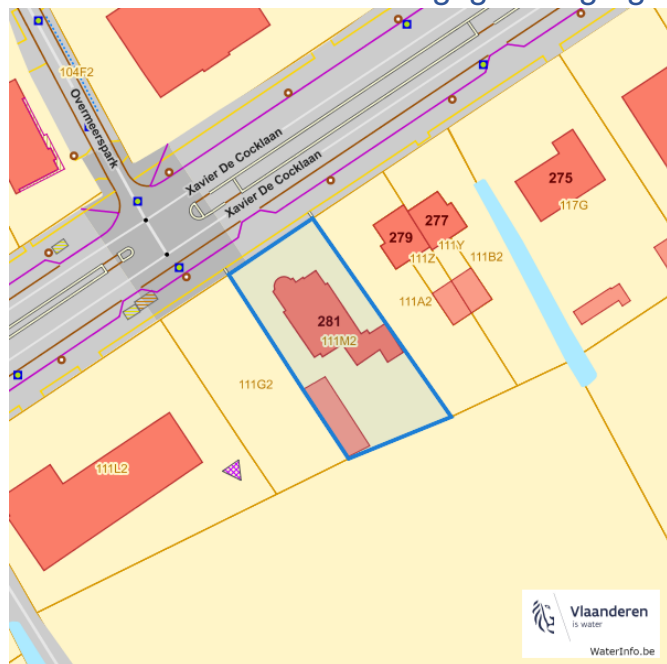 104F2
Overmeerspark
Xavier De Cocklaan
Xavier De Cocklaan
275
117G
277
279
111Y
111Z
111B2
111A2
281
111M2
111G2
111L2
Vlaanderen
is water
WaterInfo.be